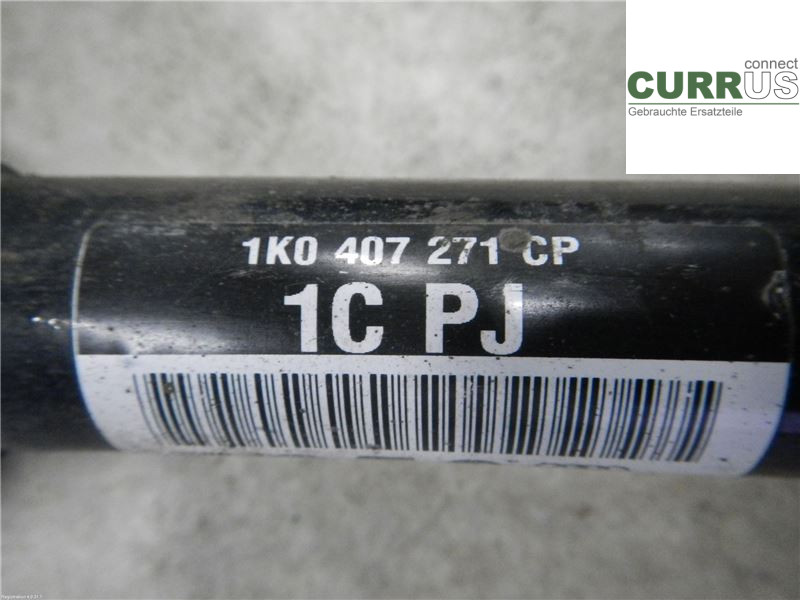 connect
CURRUS
Gebrauchte Ersatzteile
1K0 407 271 CP
1C PJ